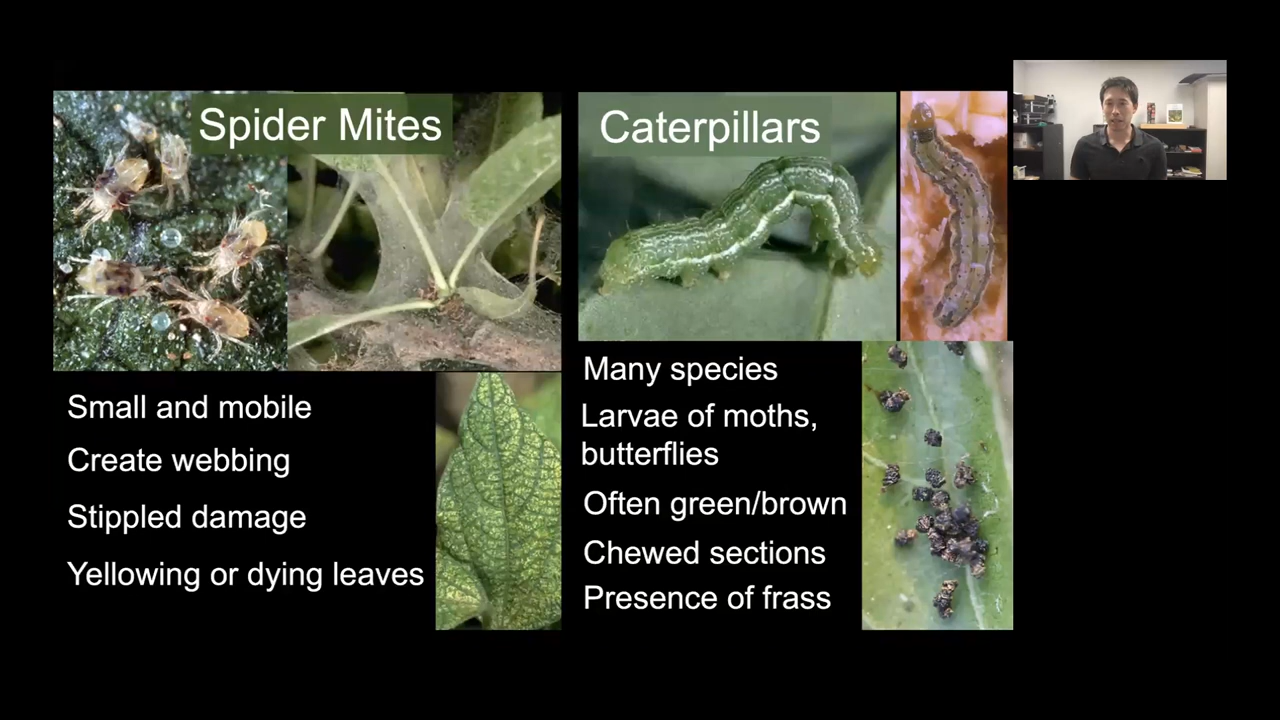 Spider Mites
Small and mobile
Create webbing
Stippled damage
Yellowing or dying leaves
Caterpillars
Many species
Larvae of moths,
butterflies
Often green/brown
Chewed sections
Presence of frass